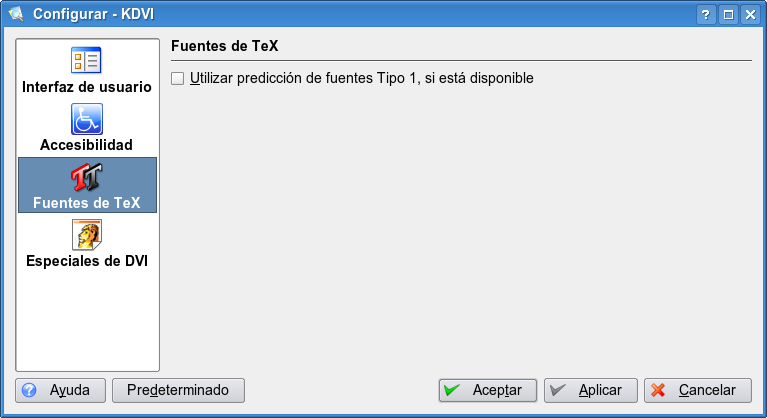 Configurar - KDVI
Interfaz de usuario
Accesibilidad
Fuentes de TeX
Especiales de DVI
Fuentes de TeX
Utilizar predicción de fuentes Tipo 1, si está disponible
Ayuda
Predeterminado
Aceptar
Aplicar
Cancelar